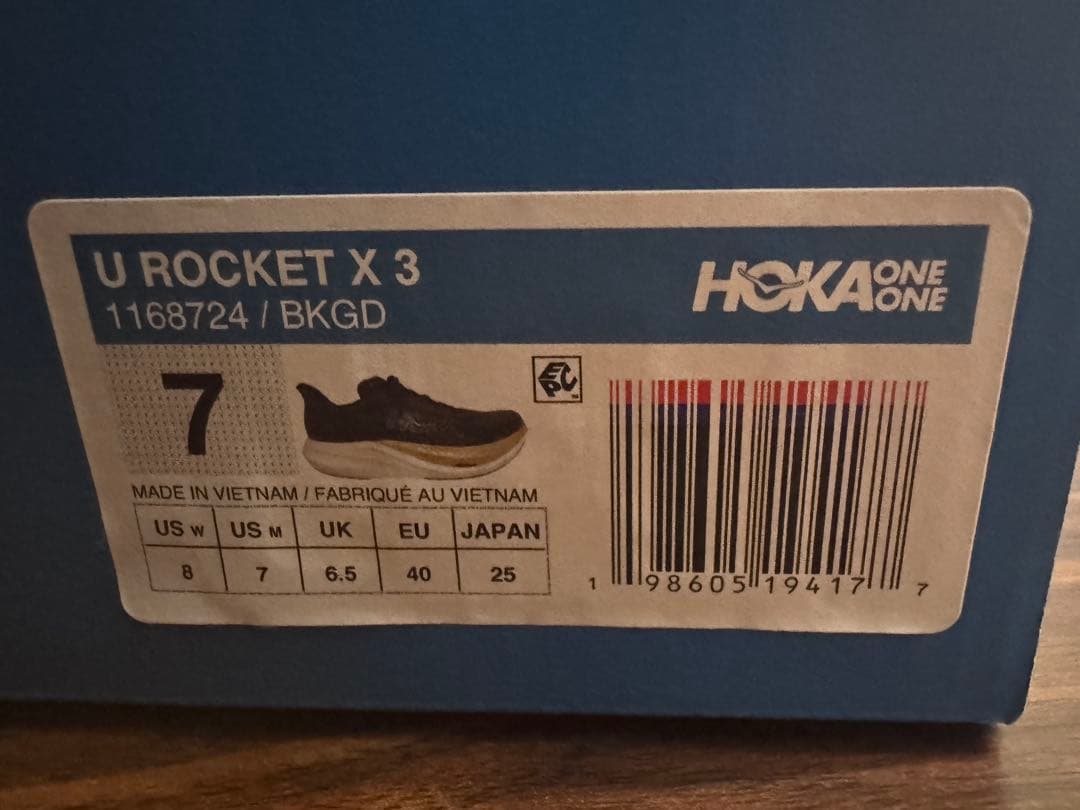 U ROCKET X 3
1168724 / BKGD
HOKA ONE ONE
7
EPC
MADE IN VIETNAM / FABRIQUÉ AU VIETNAM
US W US M UK EU JAPAN
8 7 6.5 40 25
1 98605 19417 7